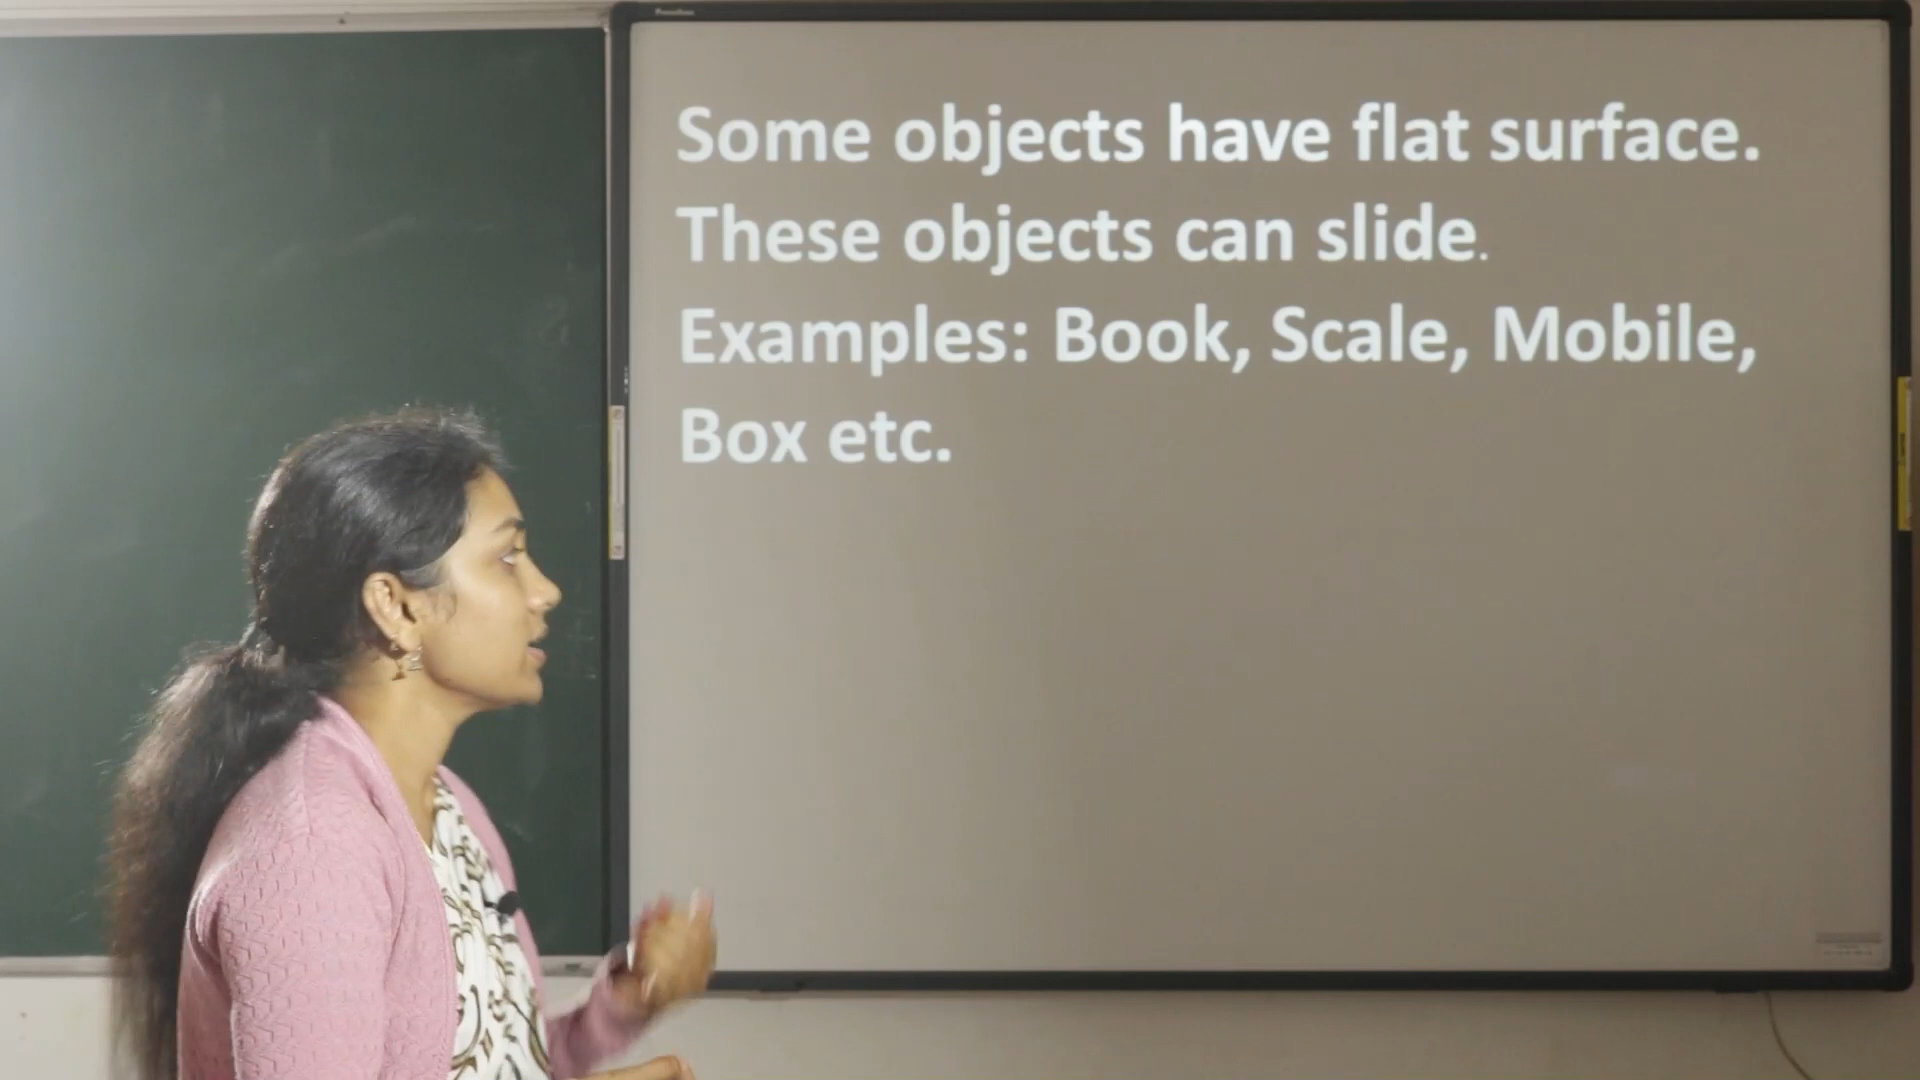 Some objects have flat surface.
These objects can slide.
Examples: Book, Scale, Mobile,
Box etc.